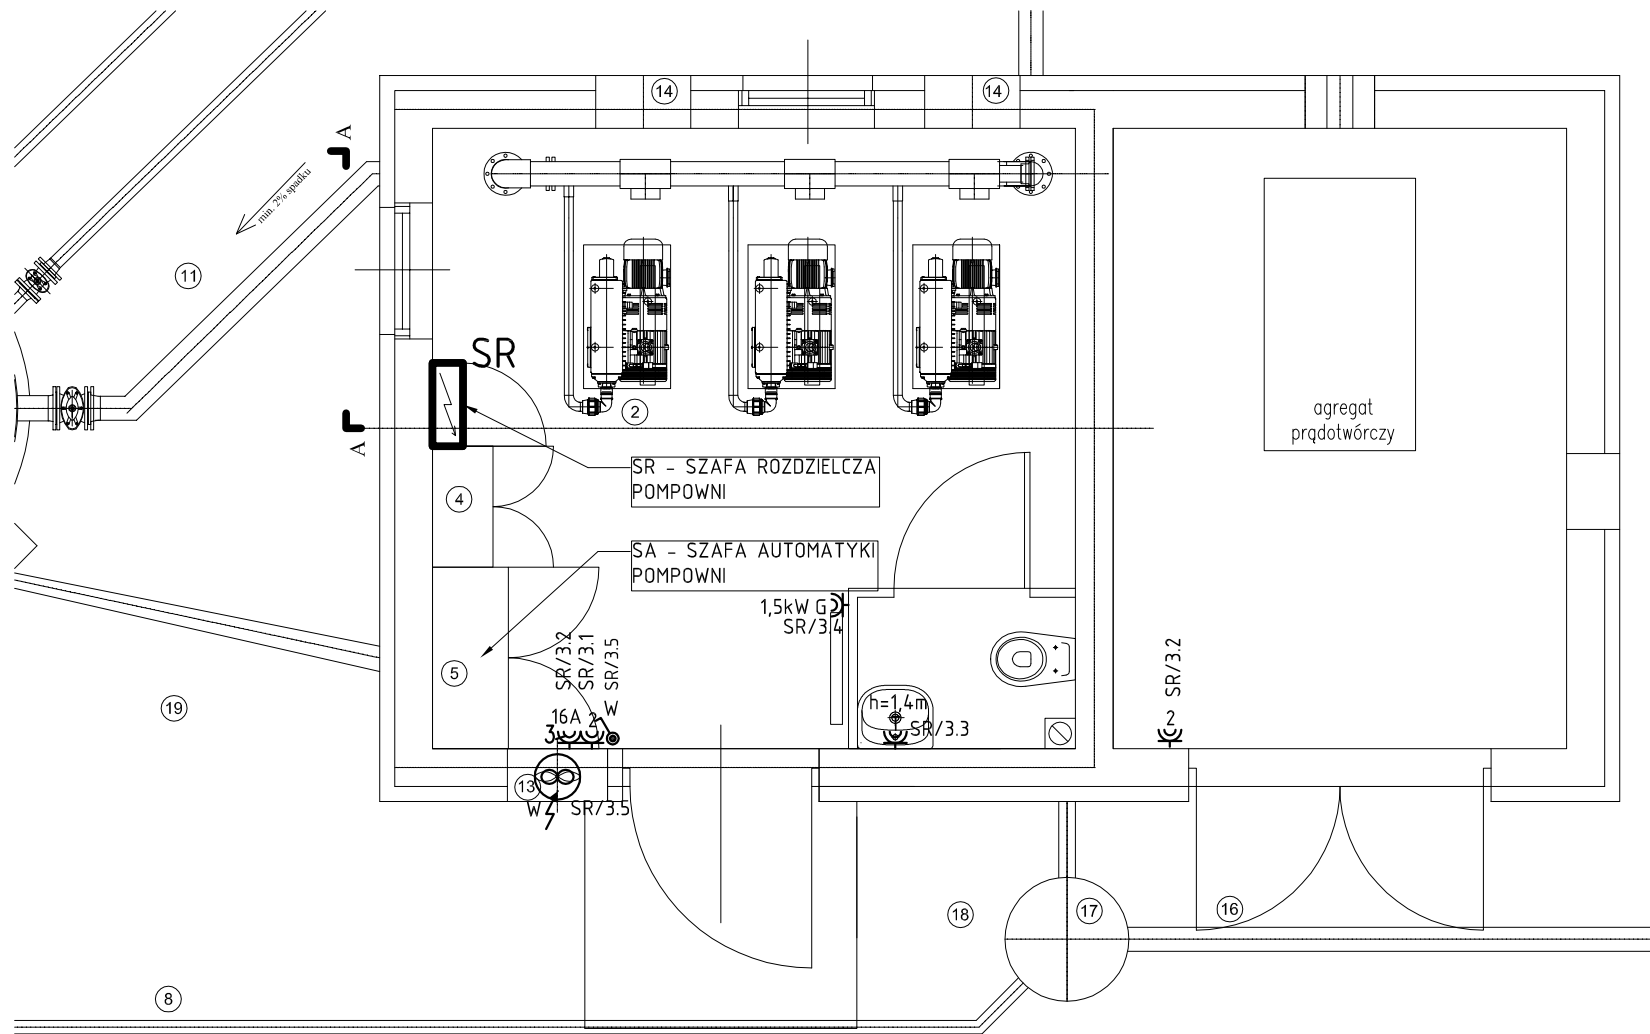 14
14
A
min. 2% spadku
11
SR
agregat
prądotwórczy
2
A
SR - SZAFA ROZDZIELCZA
POMPOWNI
4
SA - SZAFA AUTOMATYKI
POMPOWNI
1,5kW G
SR/3.4
SR/3.2
SR/3.1
SR/3.5
SR/3.2
5
19
W
h=1,4m
16A
2
2
3
SR/3.3
13
W
SR/3.5
18
17
16
8